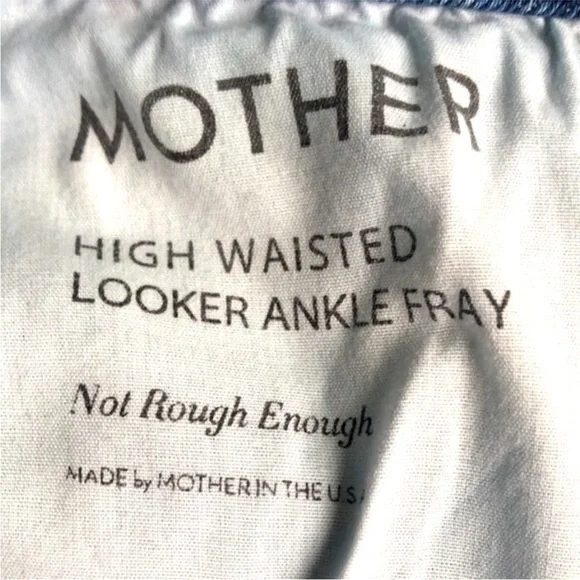 MOTHER
HIGH WAISTED
LOOKER ANKLE FRAY
Not Rough Enough
MADE by MOTHER IN THE U.S.